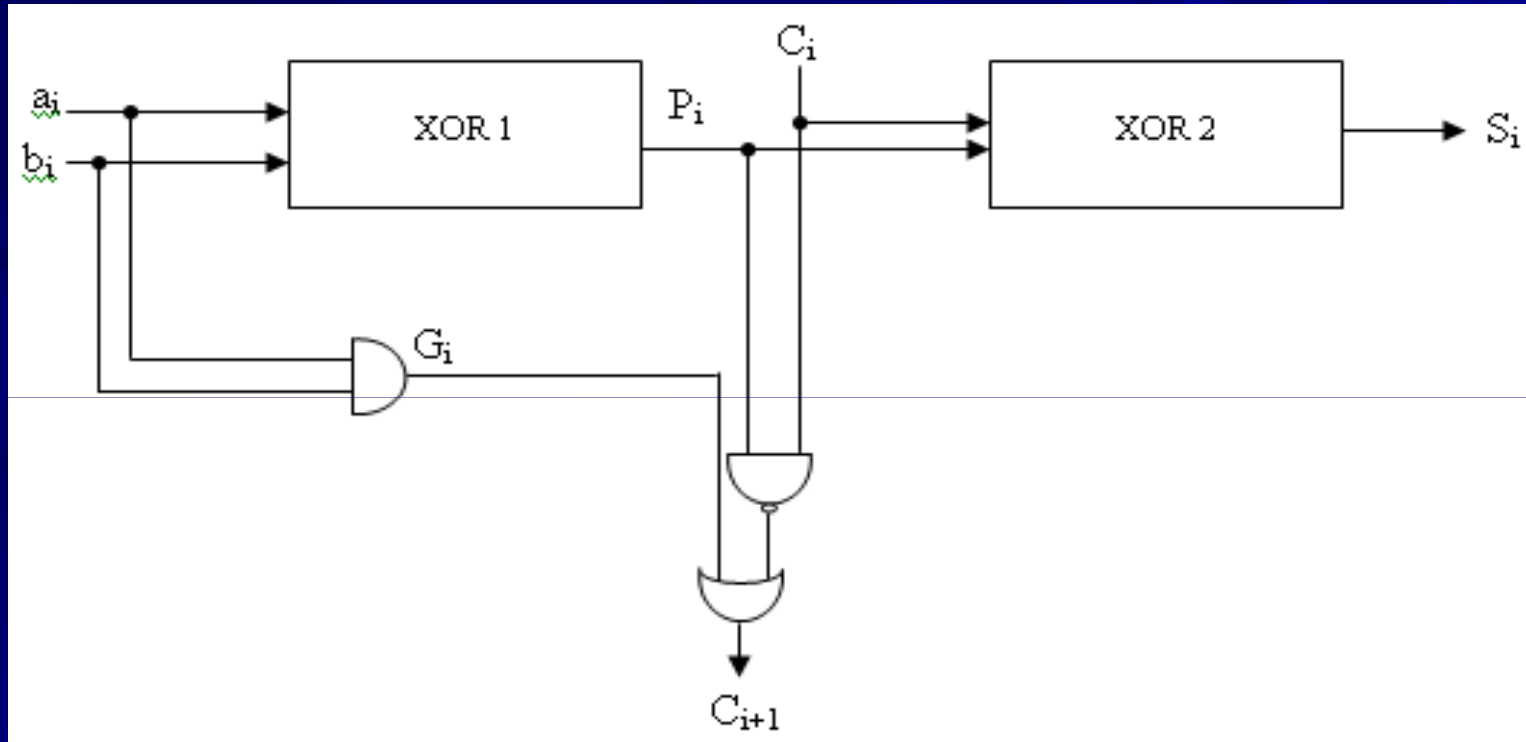 Cᵢ
aᵢ
XOR 1
Pᵢ
XOR 2
Sᵢ
bᵢ
Gᵢ
Cᵢ₊₁